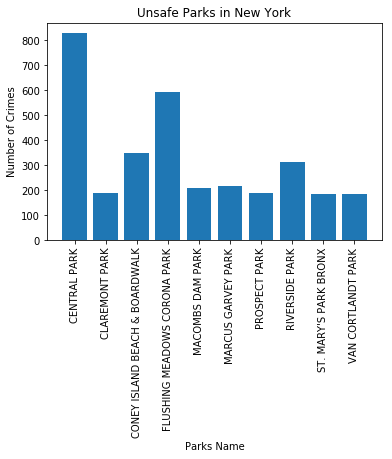 Unsafe Parks in New York
Number of Crimes
800
700
600
500
400
300
200
100
0
CENTRAL PARK
CLAREMONT PARK
CONEY ISLAND BEACH & BOARDWALK
FLUSHING MEADOWS CORONA PARK
MACOMBS DAM PARK
MARCUS GARVEY PARK
PROSPECT PARK
RIVERSIDE PARK
ST. MARY'S PARK BRONX
VAN CORTLANDT PARK
Parks Name